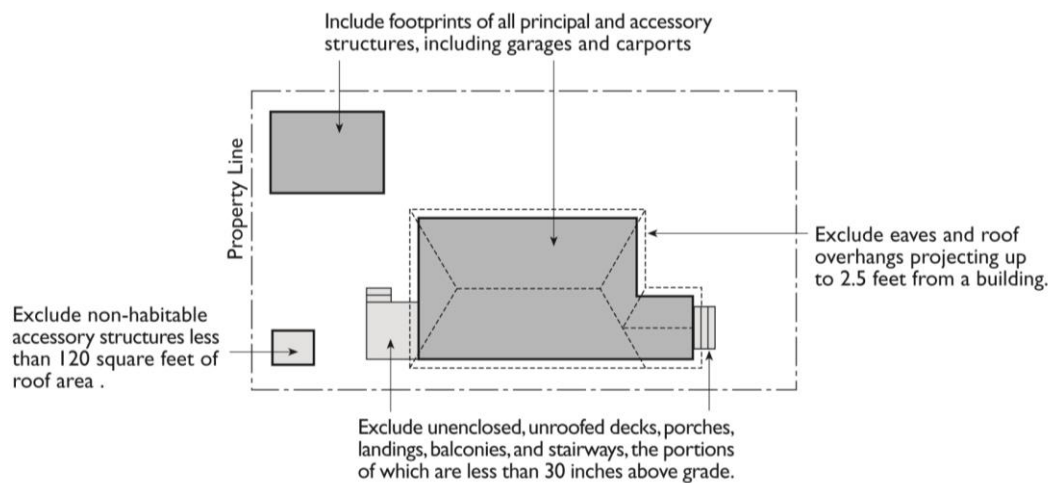 Include footprints of all principal and accessory
structures, including garages and carports
Property Line
Exclude eaves and roof
overhangs projecting up
to 2.5 feet from a building.
Exclude non-habitable
accessory structures less
than 120 square feet of
roof area .
Exclude unenclosed, unroofed decks, porches,
landings, balconies, and stairways, the portions
of which are less than 30 inches above grade.